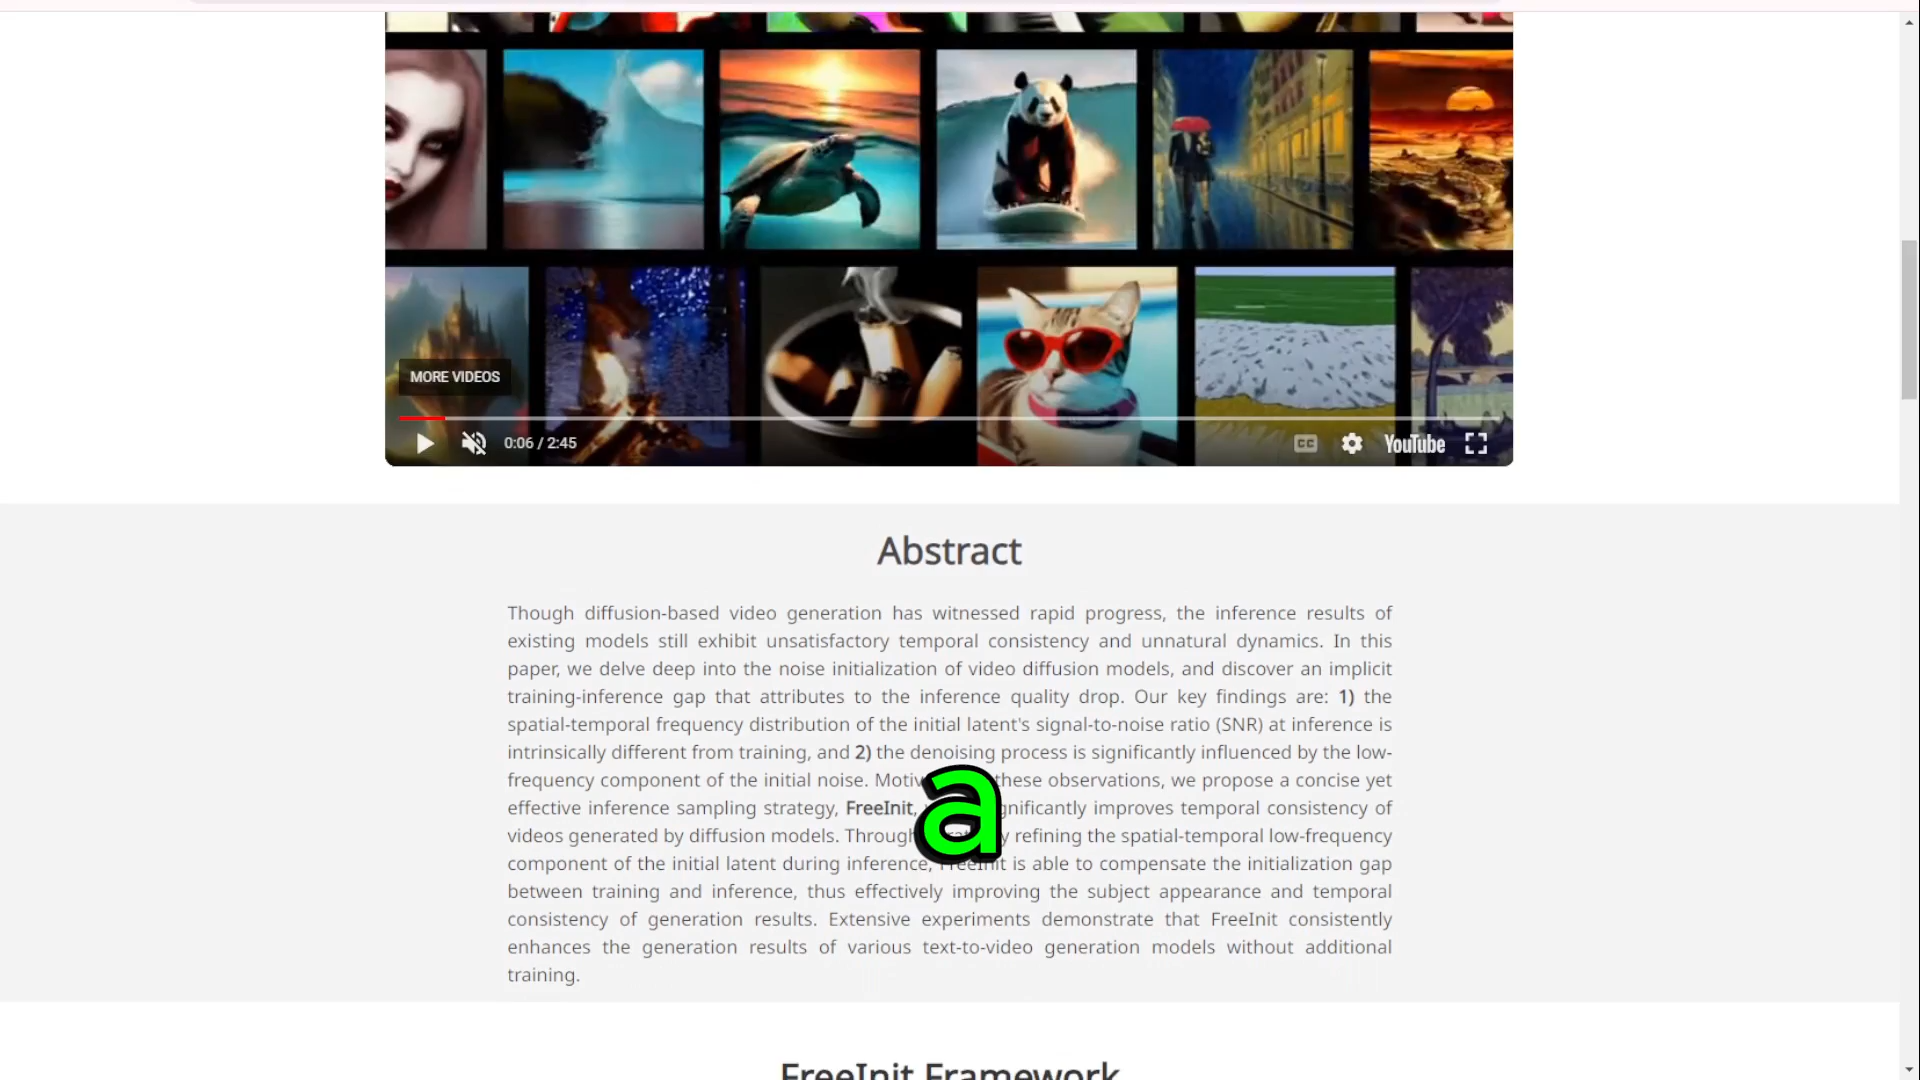 MORE VIDEOS
0:06 / 2:45
CC
YouTube
Abstract
Though diffusion-based video generation has witnessed rapid progress, the inference results of
existing models still exhibit unsatisfactory temporal consistency and unnatural dynamics. In this
paper, we delve deep into the noise initialization of video diffusion models, and discover an implicit
training-inference gap that attributes to the inference quality drop. Our key findings are: 1) the
spatial-temporal frequency distribution of the initial latent's signal-to-noise ratio (SNR) at inference is
intrinsically different from training, and 2) the denoising process is significantly influenced by the low-
frequency component of the initial noise. these observations, we propose a concise yet
effective inference sampling strategy, FreeInit, improves temporal consistency of
videos generated by diffusion models. refining the spatial-temporal low-frequency
component of the initial latent during inference, FreeInit is able to compensate the initialization gap
between training and inference, thus effectively improving the subject appearance and temporal
consistency of generation results. Extensive experiments demonstrate that FreeInit consistently
enhances the generation results of various text-to-video generation models without additional
training.
a
FreeInit Framework